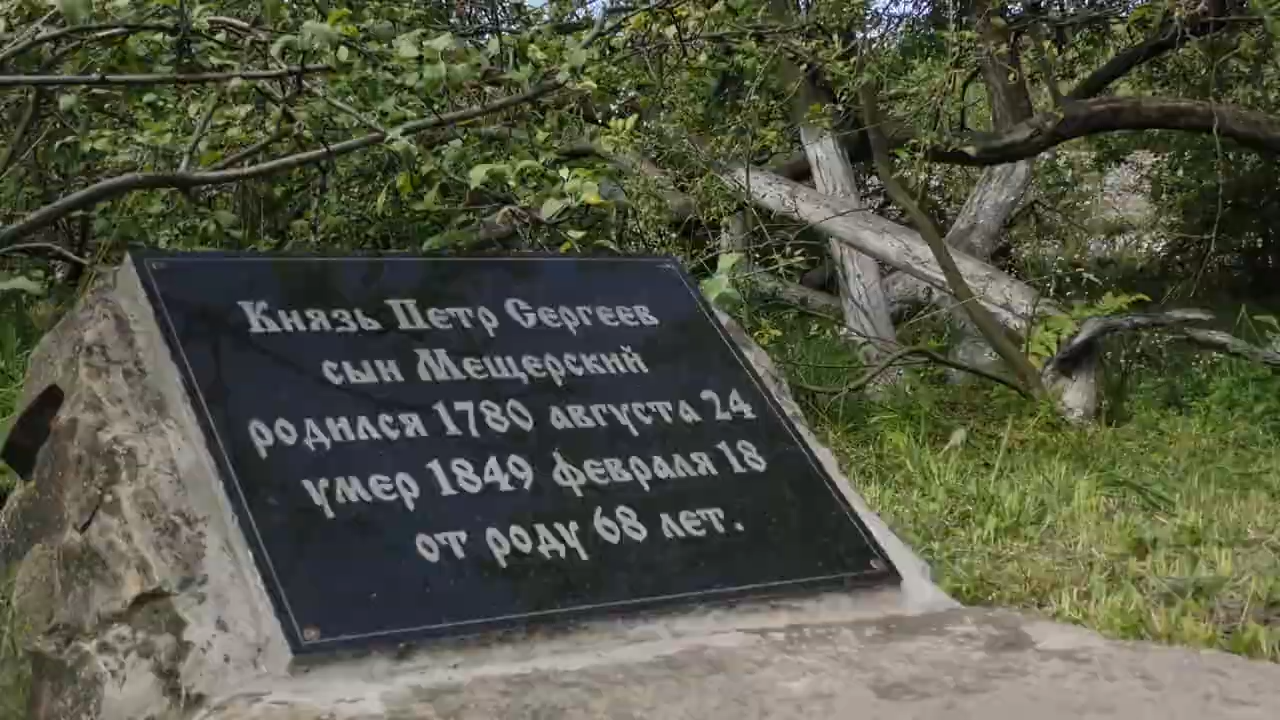 Князь Петр Сергеев
сын Мещерский
родился 1780 августа 24
умер 1849 февраля 18
от роду 68 лет.